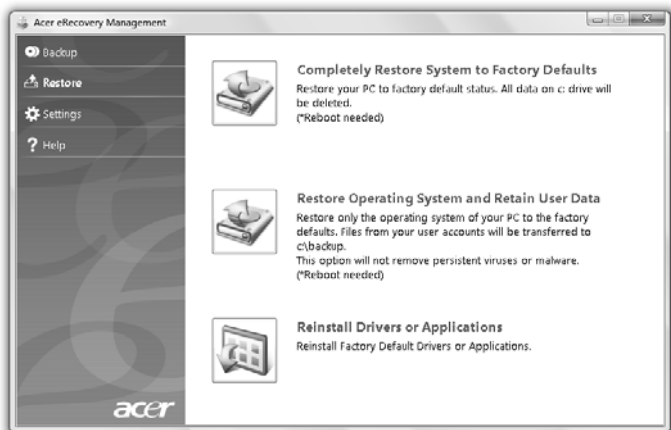 Acer eRecovery Management
Backup
Restore
Settings
? Help
Completely Restore System to Factory Defaults
Restore your PC to factory default status. All data on c: drive will
be deleted.
(*Reboot needed)
Restore Operating System and Retain User Data
Restore only the operating system of your PC to the factory
defaults. Files from your user accounts will be transferred to
c:\backup.
This option will not remove persistent viruses or malware.
(*Reboot needed)
Reinstall Drivers or Applications
Reinstall Factory Default Drivers or Applications.
acer